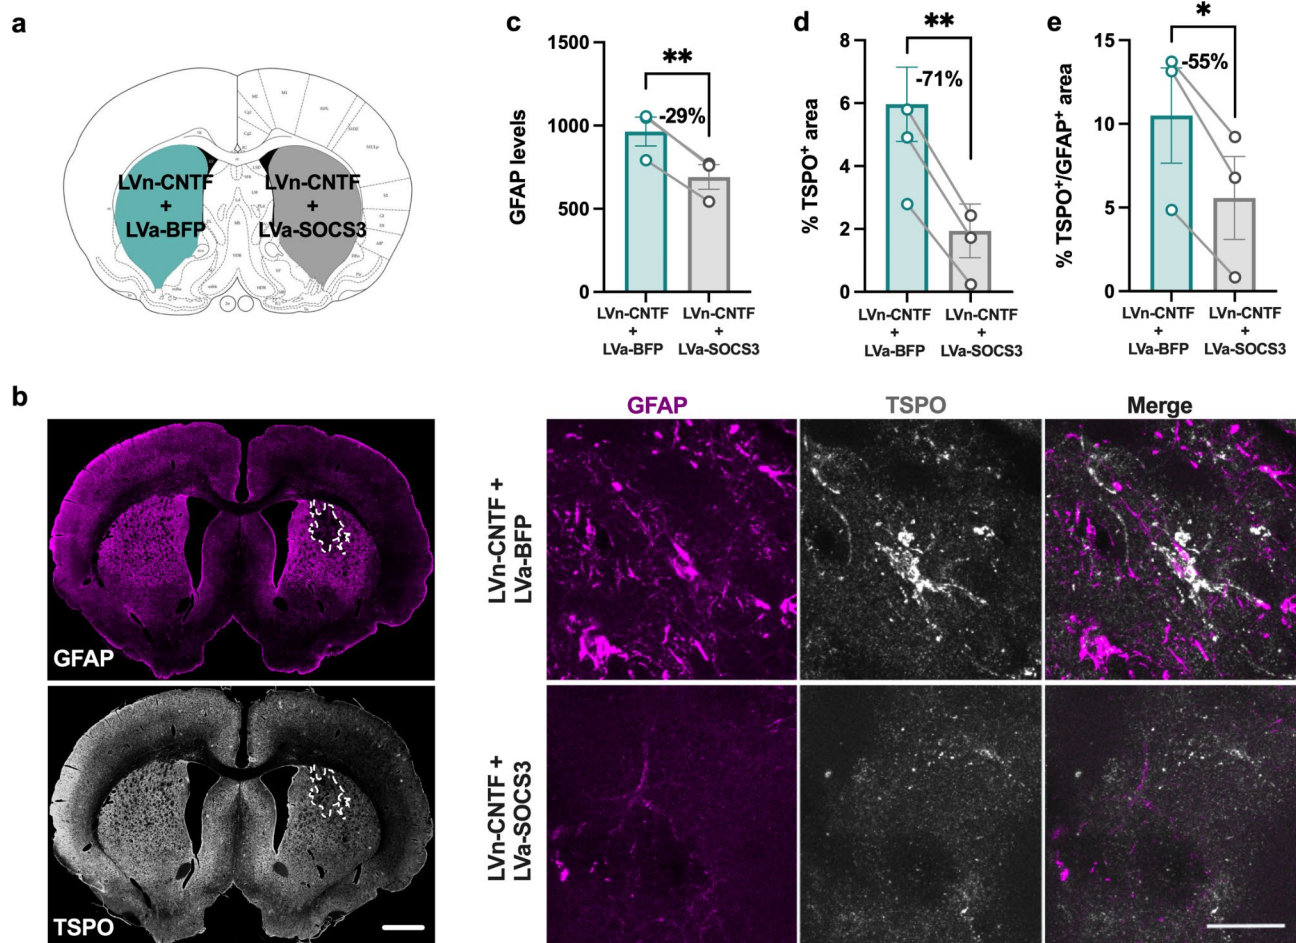 a
LVn-CNTF
+
LVa-BFP
LVn-CNTF
+
LVa-SOCS3
c
1500
1000
500
0
GFAP levels
**
-29%
LVn-CNTF
+
LVa-BFP
LVn-CNTF
+
LVa-SOCS3
d
8
6
4
2
0
% TSPO⁺ area
**
-71%
LVn-CNTF
+
LVa-BFP
LVn-CNTF
+
LVa-SOCS3
e
15
10
5
0
% TSPO⁺/GFAP⁺ area
*
-55%
LVn-CNTF
+
LVa-BFP
LVn-CNTF
+
LVa-SOCS3
b
GFAP
TSPO
GFAP
TSPO
Merge
LVn-CNTF +
LVa-BFP
LVn-CNTF +
LVa-SOCS3